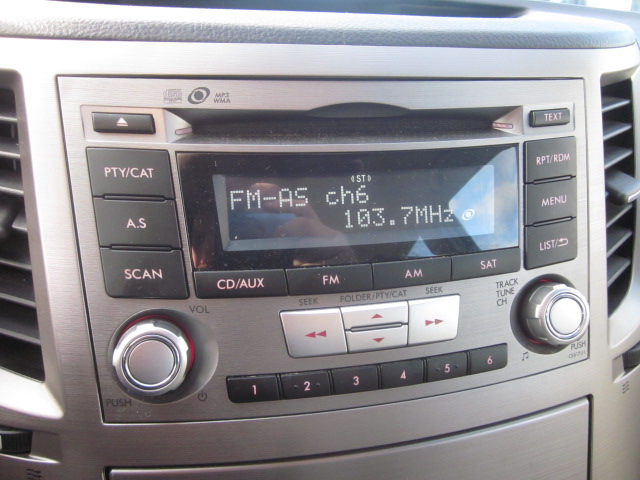 MP3
WMA
TEXT
(ST)
FM-AS ch6
103.7MHz
PTY/CAT
A.S
SCAN
RPT/RDM
MENU
LIST/
CD/AUX FM AM SAT
VOL
SEEK FOLDER/PTY/CAT SEEK
TRACK
TUNE
CH
PUSH
PUSH
1 2 3 4 5 6